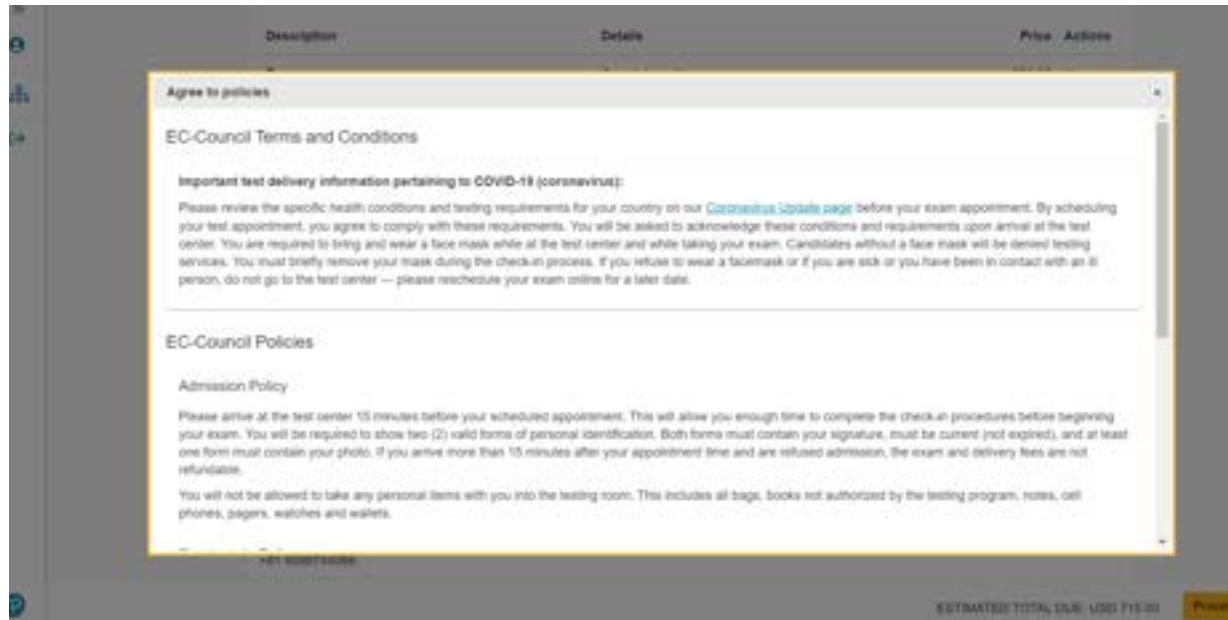 Description Details Price Actions
Agree to policies
EC-Council Terms and Conditions
Important test delivery information pertaining to COVID-19 (coronavirus):
Please review the specific health conditions and testing requirements for your country on our Coronavirus Update page before your exam appointment. By scheduling
your test appointment, you agree to comply with these requirements. You will be asked to acknowledge these conditions and requirements upon arrival at the test
center. You are required to bring and wear a face mask while at the test center and while taking your exam. Candidates without a face mask will be denied testing
services. You must briefly remove your mask during the check-in process. If you refuse to wear a facemask or if you are sick or you have been in contact with an ill
person, do not go to the test center — please reschedule your exam online for a later date.
EC-Council Policies
Admission Policy
Please arrive at the test center 15 minutes before your scheduled appointment. This will allow you enough time to complete the check-in procedures before beginning
your exam. You will be required to show two (2) valid forms of personal identification. Both forms must contain your signature, must be current (not expired), and at least
one form must contain your photo. If you arrive more than 15 minutes after your appointment time and are refused admission, the exam and delivery fees are not
refundable.
You will not be allowed to take any personal items with you into the testing room. This includes all bags, books not authorized by the testing program, notes, cell
phones, pagers, watches and wallets.
ESTIMATED TOTAL DUE: USD 715.00